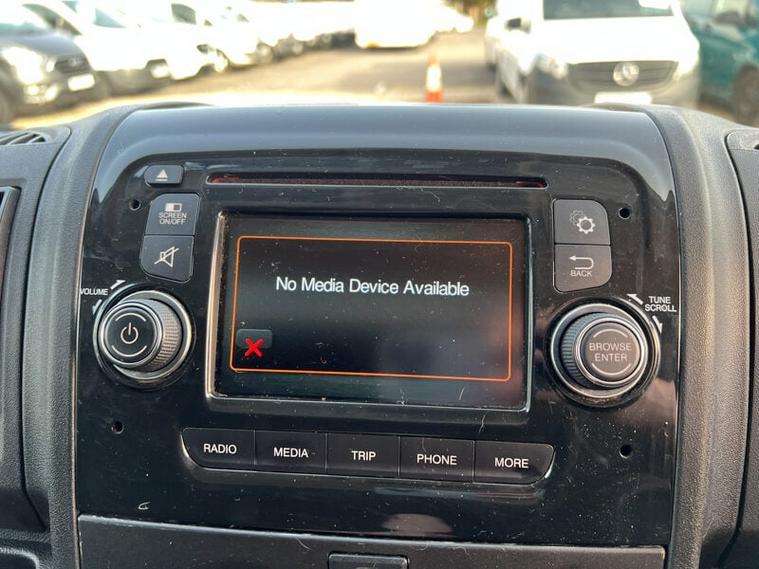 SCREEN
ON/OFF
VOLUME
No Media Device Available
BACK
TUNE
SCROLL
BROWSE
ENTER
RADIO
MEDIA
TRIP
PHONE
MORE